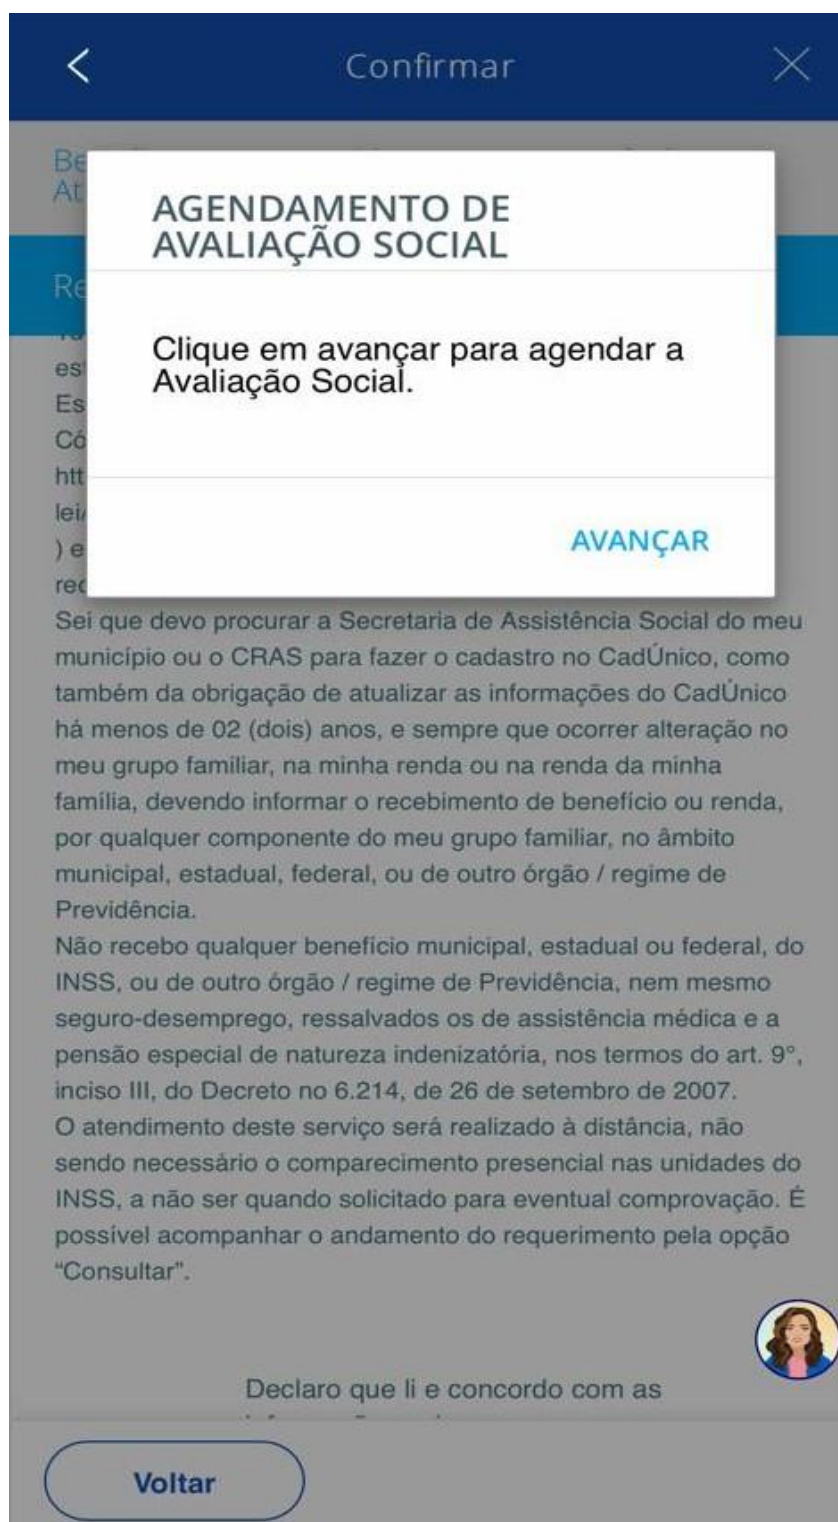 Confirmar
Be
At
AGENDAMENTO DE
AVALIAÇÃO SOCIAL
Re
Clique em avançar para agendar a
Avaliação Social.
es
Es
Có
htt
lei/
) e
AVANÇAR
rec
Sei que devo procurar a Secretaria de Assistência Social do meu
município ou o CRAS para fazer o cadastro no CadÚnico, como
também da obrigação de atualizar as informações do CadÚnico
há menos de 02 (dois) anos, e sempre que ocorrer alteração no
meu grupo familiar, na minha renda ou na renda da minha
família, devendo informar o recebimento de benefício ou renda,
por qualquer componente do meu grupo familiar, no âmbito
municipal, estadual, federal, ou de outro órgão / regime de
Previdência.
Não recebo qualquer benefício municipal, estadual ou federal, do
INSS, ou de outro órgão / regime de Previdência, nem mesmo
seguro-desemprego, ressalvados os de assistência médica e a
pensão especial de natureza indenizatória, nos termos do art. 9°,
inciso III, do Decreto no 6.214, de 26 de setembro de 2007.
O atendimento deste serviço será realizado à distância, não
sendo necessário o comparecimento presencial nas unidades do
INSS, a não ser quando solicitado para eventual comprovação. É
possível acompanhar o andamento do requerimento pela opção
“Consultar”.
Declaro que li e concordo com as
Voltar